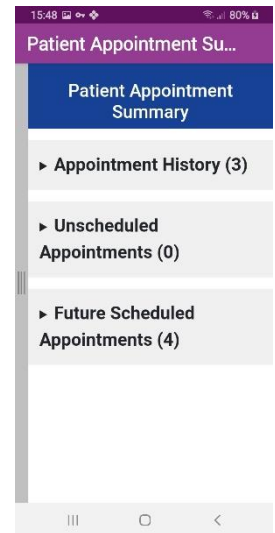 15:48 80%
Patient Appointment Su...
Patient Appointment
Summary
▸ Appointment History (3)
▸ Unscheduled
Appointments (0)
▸ Future Scheduled
Appointments (4)